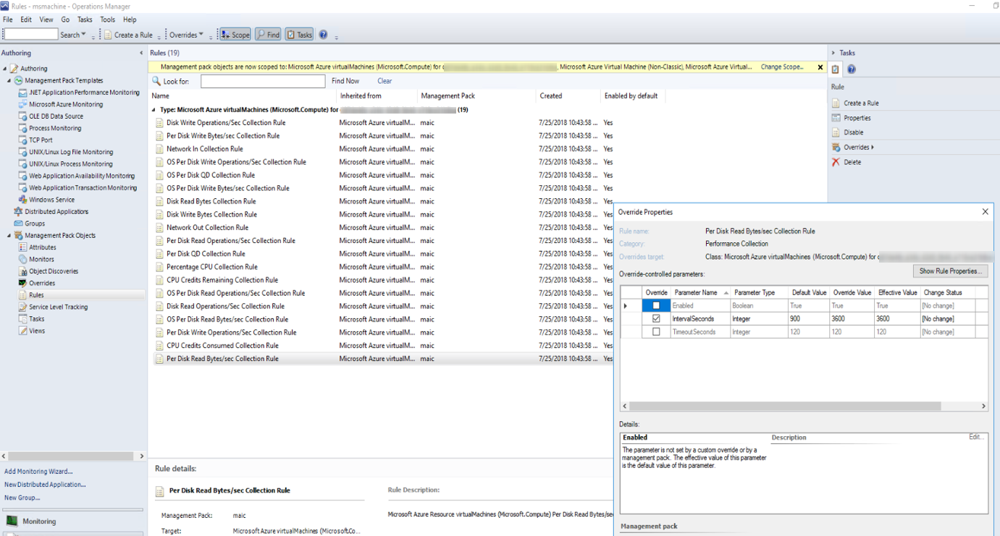 Rules - msmachine - Operations Manager
File Edit View Go Tasks Tools Help
Search Create a Rule Overrides Scope Find Tasks
Authoring
Authoring
Management Pack Templates
.NET Application Performance Monitoring
Microsoft Azure Monitoring
OLE DB Data Source
Process Monitoring
TCP Port
UNIX/Linux Log File Monitoring
UNIX/Linux Process Monitoring
Web Application Availability Monitoring
Web Application Transaction Monitoring
Windows Service
Distributed Applications
Groups
Management Pack Objects
Attributes
Monitors
Object Discoveries
Overrides
Rules
Service Level Tracking
Tasks
Views
Add Monitoring Wizard...
New Distributed Application...
New Group...
Monitoring
Rules (19)
Management pack objects are now scoped to: Microsoft Azure virtualMachines (Microsoft.Compute) for , Microsoft Azure Virtual Machine (Non-Classic), Microsoft Azure Virtual... Change Scope...
Look for: Find Now Clear
Name Inherited from Management Pack Created Enabled by default
Type: Microsoft Azure virtualMachines (Microsoft.Compute) for (19)
Disk Write Operations/Sec Collection Rule Microsoft Azure virtualM... maic 7/25/2018 10:43:58 ... Yes
Per Disk Write Bytes/sec Collection Rule Microsoft Azure virtualM... maic 7/25/2018 10:43:58 ... Yes
Network In Collection Rule Microsoft Azure virtualM... maic 7/25/2018 10:43:58 ... Yes
OS Per Disk Write Operations/Sec Collection Rule Microsoft Azure virtualM... maic 7/25/2018 10:43:58 ... Yes
OS Per Disk QD Collection Rule Microsoft Azure virtualM... maic 7/25/2018 10:43:58 ... Yes
OS Per Disk Write Bytes/sec Collection Rule Microsoft Azure virtualM... maic 7/25/2018 10:43:58 ... Yes
Disk Read Bytes Collection Rule Microsoft Azure virtualM... maic 7/25/2018 10:43:58 ... Yes
Disk Write Bytes Collection Rule Microsoft Azure virtualM... maic 7/25/2018 10:43:58 ... Yes
Network Out Collection Rule Microsoft Azure virtualM... maic 7/25/2018 10:43:58 ... Yes
Per Disk Read Operations/Sec Collection Rule Microsoft Azure virtualM... maic 7/25/2018 10:43:58 ... Yes
Per Disk QD Collection Rule Microsoft Azure virtualM... maic 7/25/2018 10:43:58 ... Yes
Percentage CPU Collection Rule Microsoft Azure virtualM... maic 7/25/2018 10:43:58 ... Yes
CPU Credits Remaining Collection Rule Microsoft Azure virtualM... maic 7/25/2018 10:43:58 ... Yes
OS Per Disk Read Operations/Sec Collection Rule Microsoft Azure virtualM... maic 7/25/2018 10:43:58 ... Yes
Disk Read Operations/Sec Collection Rule Microsoft Azure virtualM... maic 7/25/2018 10:43:58 ... Yes
OS Per Disk Read Bytes/sec Collection Rule Microsoft Azure virtualM... maic 7/25/2018 10:43:58 ... Yes
Per Disk Write Operations/Sec Collection Rule Microsoft Azure virtualM... maic 7/25/2018 10:43:58 ... Yes
CPU Credits Consumed Collection Rule Microsoft Azure virtualM... maic 7/25/2018 10:43:58 ... Yes
Per Disk Read Bytes/sec Collection Rule Microsoft Azure virtualM... maic 7/25/2018 10:43:58 ... Yes
Rule details:
Per Disk Read Bytes/sec Collection Rule Rule Description:
Management Pack: maic Microsoft Azure Resource virtualMachines (Microsoft.Compute) Per Disk Read Bytes/sec
Target: Microsoft Azure virtualMachines (Microsoft.Co...
Tasks
Rule
Create a Rule
Properties
Disable
Overrides
Delete
Override Properties
Rule name: Per Disk Read Bytes/sec Collection Rule
Category: Performance Collection
Overrides target: Class: Microsoft Azure virtualMachines (Microsoft.Compute) for
Override-controlled parameters: Show Rule Properties...
Override Parameter Name Parameter Type Default Value Override Value Effective Value Change Status
Enabled Boolean True True True [No change]
IntervalSeconds Integer 900 3600 3600 [No change]
TimeoutSeconds Integer 120 120 120 [No change]
Details:
Enabled Description Edit...
The parameter is not set by a custom override or by a
management pack. The effective value of this parameter
is the default value of this parameter.
Management pack